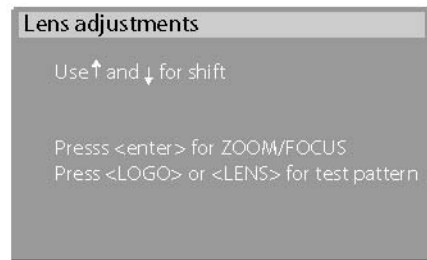 Lens adjustments
Use ↑ and ↓ for shift
Presss <enter> for ZOOM/FOCUS
Press <LOGO> or <LENS> for test pattern